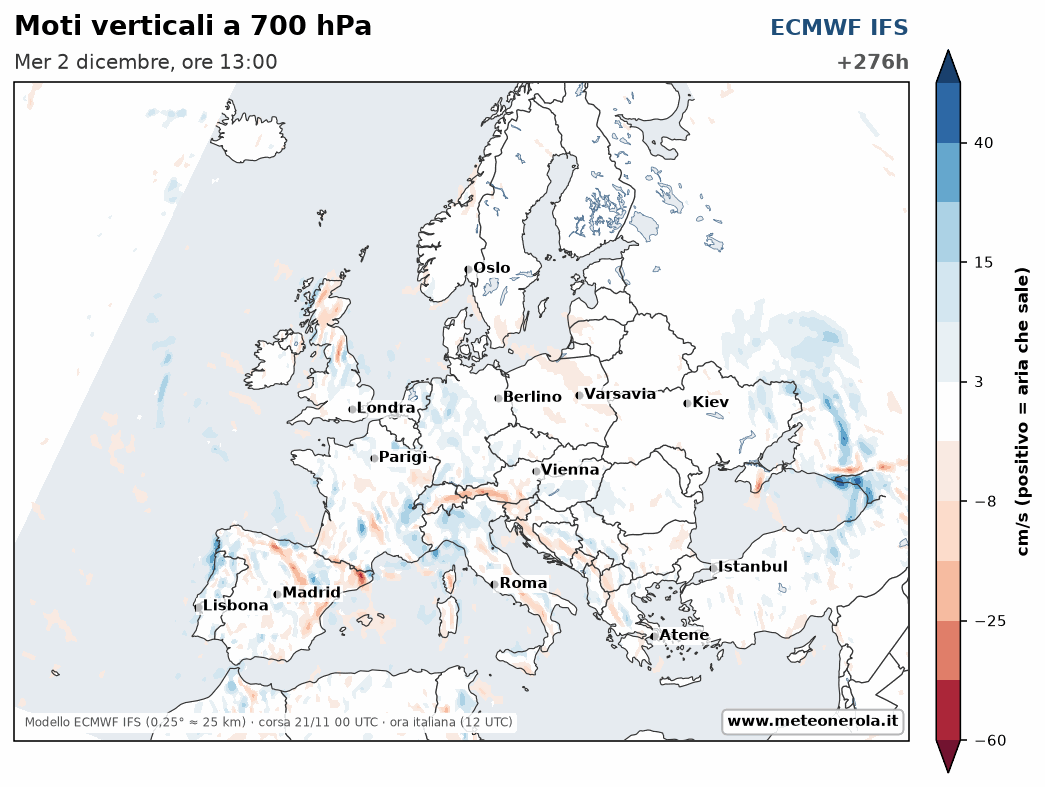 Moti verticali a 700 hPa
ECMWF IFS
Mer 2 dicembre, ore 13:00
+276h
40
15
3
−8
−25
−60
cm/s (positivo = aria che sale)
Oslo
Londra
Berlino
Varsavia
Kiev
Parigi
Vienna
Istanbul
Roma
Madrid
Lisbona
Atene
Modello ECMWF IFS (0,25° ≈ 25 km) · corsa 21/11 00 UTC · ora italiana (12 UTC)
www.meteonerola.it